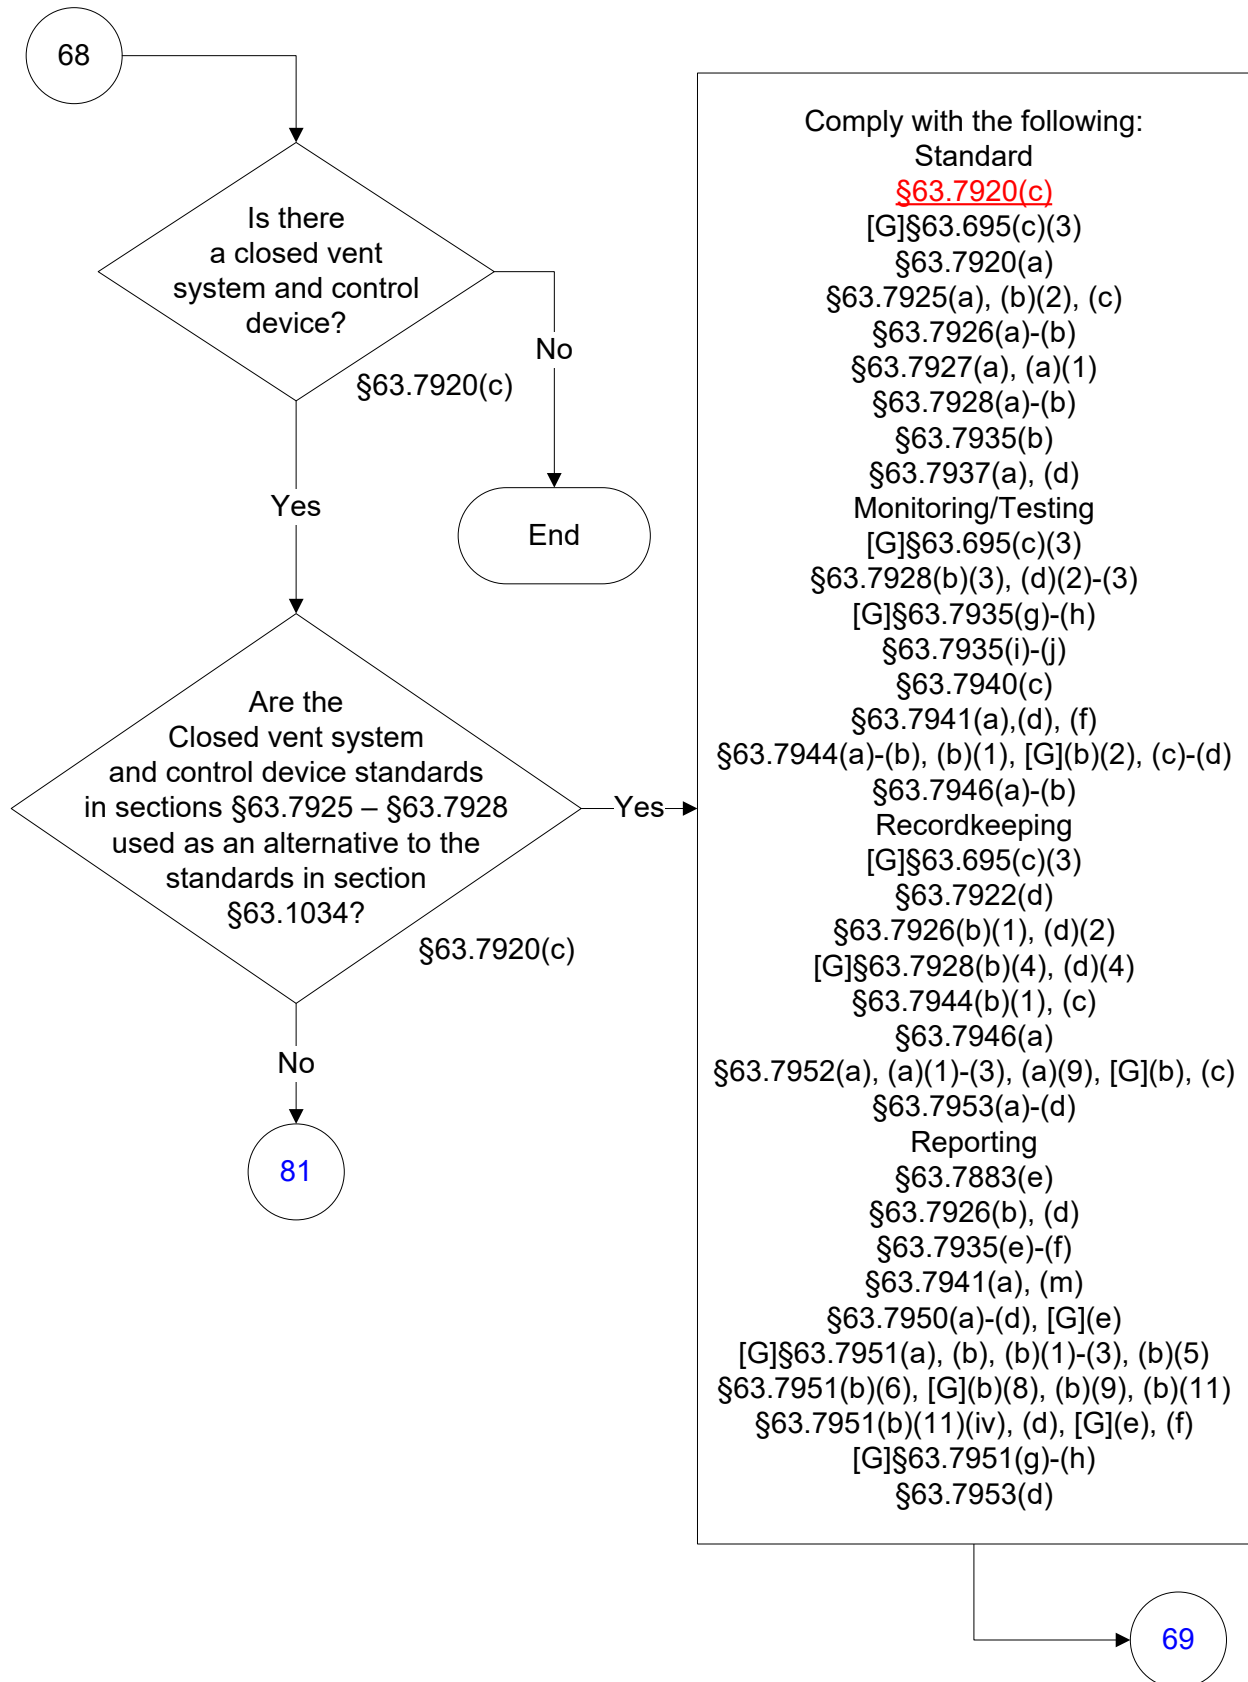 68
Is there
a closed vent
system and control
device?
§63.7920(c)
No
End
Yes
Are the
Closed vent system
and control device standards
in sections §63.7925 – §63.7928
used as an alternative to the
standards in section
§63.1034?
§63.7920(c)
Yes
No
81
Comply with the following:
Standard
§63.7920(c)
[G]§63.695(c)(3)
§63.7920(a)
§63.7925(a), (b)(2), (c)
§63.7926(a)-(b)
§63.7927(a), (a)(1)
§63.7928(a)-(b)
§63.7935(b)
§63.7937(a), (d)
Monitoring/Testing
[G]§63.695(c)(3)
§63.7928(b)(3), (d)(2)-(3)
[G]§63.7935(g)-(h)
§63.7935(i)-(j)
§63.7940(c)
§63.7941(a),(d), (f)
§63.7944(a)-(b), (b)(1), [G](b)(2), (c)-(d)
§63.7946(a)-(b)
Recordkeeping
[G]§63.695(c)(3)
§63.7922(d)
§63.7926(b)(1), (d)(2)
[G]§63.7928(b)(4), (d)(4)
§63.7944(b)(1), (c)
§63.7946(a)
§63.7952(a), (a)(1)-(3), (a)(9), [G](b), (c)
§63.7953(a)-(d)
Reporting
§63.7883(e)
§63.7926(b), (d)
§63.7935(e)-(f)
§63.7941(a), (m)
§63.7950(a)-(d), [G](e)
[G]§63.7951(a), (b), (b)(1)-(3), (b)(5)
§63.7951(b)(6), [G](b)(8), (b)(9), (b)(11)
§63.7951(b)(11)(iv), (d), [G](e), (f)
[G]§63.7951(g)-(h)
§63.7953(d)
69